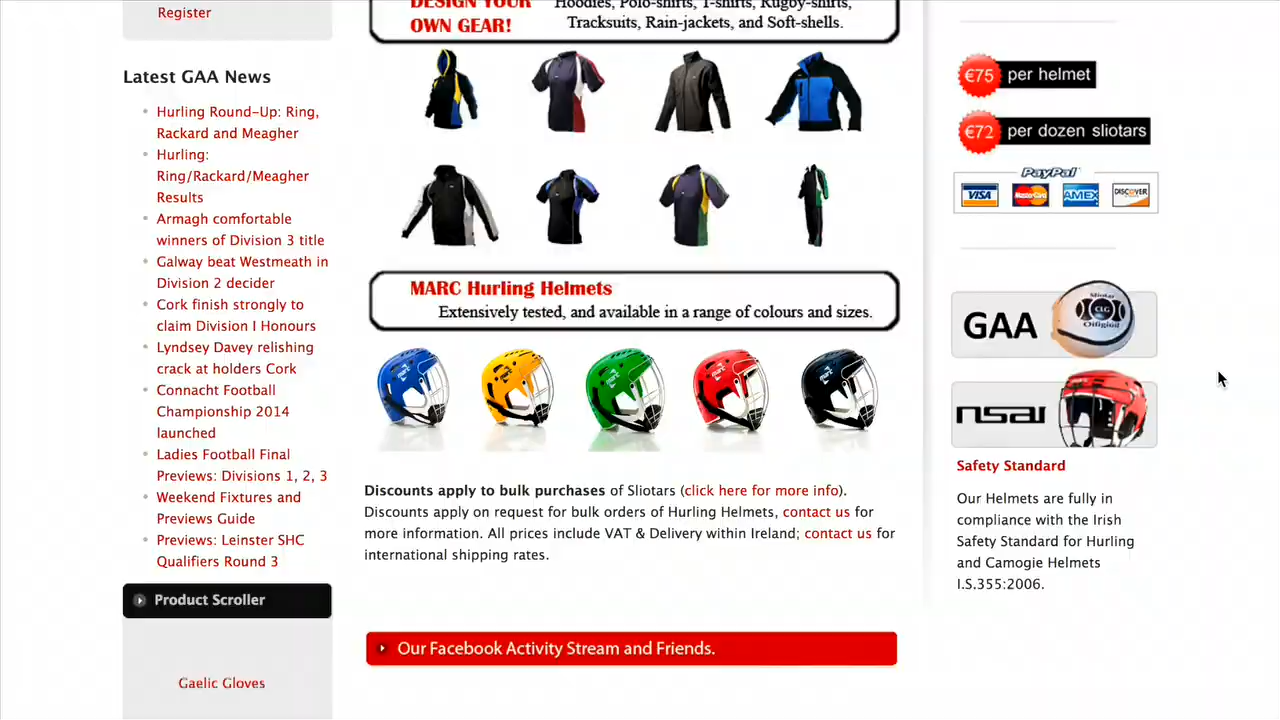 Register
Latest GAA News
Hurling Round-Up: Ring,
Rackard and Meagher
Hurling:
Ring/Rackard/Meagher
Results
Armagh comfortable
winners of Division 3 title
Galway beat Westmeath in
Division 2 decider
Cork finish strongly to
claim Division I Honours
Lyndsey Davey relishing
crack at holders Cork
Connacht Football
Championship 2014
launched
Ladies Football Final
Previews: Divisions 1, 2, 3
Weekend Fixtures and
Previews Guide
Previews: Leinster SHC
Qualifiers Round 3
Product Scroller
Gaelic Gloves
DESIGN YOUR
OWN GEAR!
Hoodies, Polo-shirts, T-shirts, Rugby-shirts,
Tracksuits, Rain-jackets, and Soft-shells.
MARC Hurling Helmets
Extensively tested, and available in a range of colours and sizes.
marc
marc
marc
marc
marc
Discounts apply to bulk purchases of Sliotars (click here for more info).
Discounts apply on request for bulk orders of Hurling Helmets, contact us for
more information. All prices include VAT & Delivery within Ireland; contact us for
international shipping rates.
Our Facebook Activity Stream and Friends.
€75 per helmet
€72 per dozen sliotars
PayPal
VISA MasterCard AMEX DISCOVER
GAA
Sliotar
CLG
Oifigiúil
nsai
Safety Standard
Our Helmets are fully in
compliance with the Irish
Safety Standard for Hurling
and Camogie Helmets
I.S.355:2006.